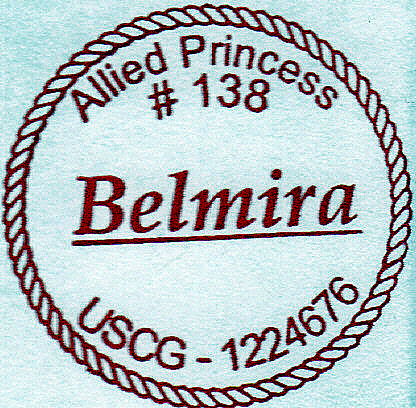 Allied Princess
# 138
Belmira
USCG - 1224676